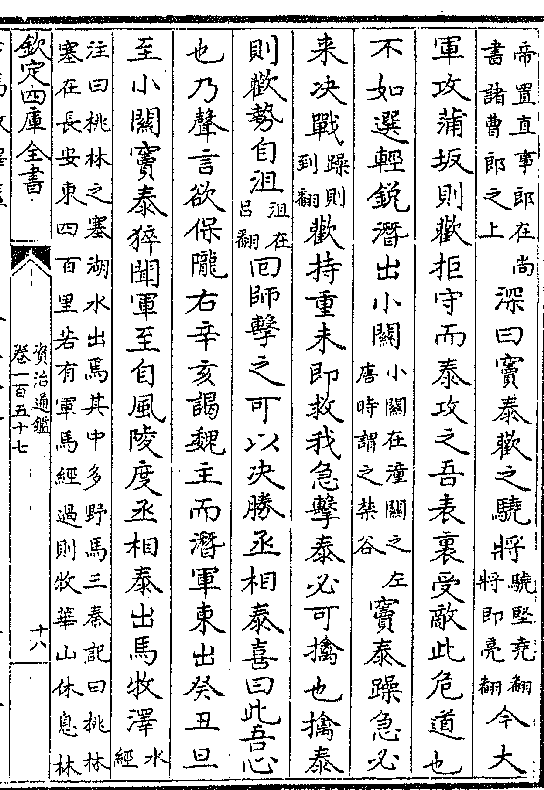 帝置直事郎在尚
書諸曹郎之上
深曰竇泰歡之驍將
驍堅堯翻
將即亮翻
今大
軍攻蒲坂則歡拒守而泰攻之吾表裏受敵此危道也
不如選輕銳潛出小關
小關在潼關之左
唐時謂之禁谷
竇泰躁急必
来决戰
躁則
到翻
歡持重未即救我急擊泰必可擒也擒泰
則歡勢自沮
沮在
吕翻
回師擊之可以决勝丞相泰喜曰此吾心
也乃聲言欲保隴右辛亥謁魏主而潛軍東出癸丑旦
至小關竇泰猝聞軍至自風陵度丞相泰出馬牧澤
水
經
注曰桃林之塞湖水出焉其中多野馬三秦記曰桃林
塞在長安東四百里若有軍馬經過則牧華山休息林
欽定四庫全書
資治通鑑
卷一百五十七
十六